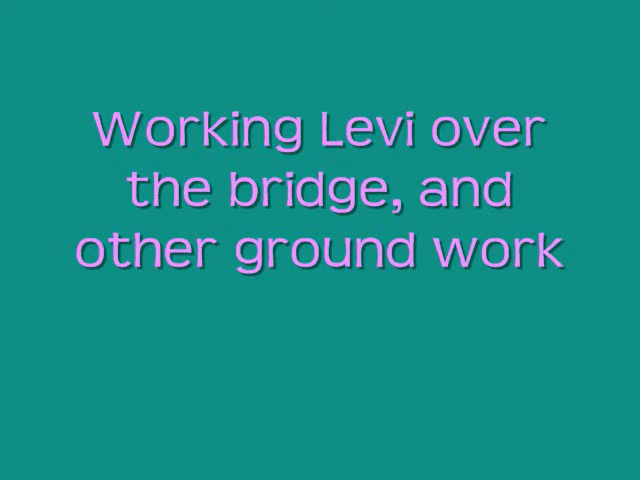 Working Levi over
the bridge, and
other ground work